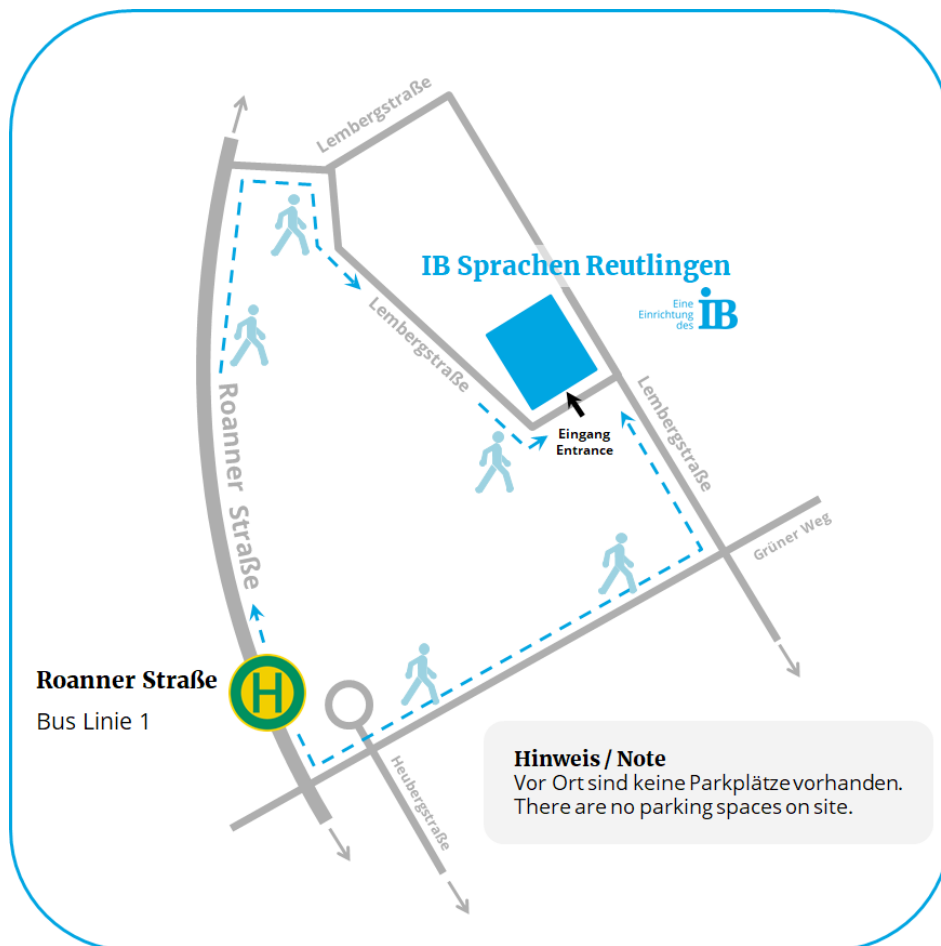 Lembergstraße
IB Sprachen Reutlingen
Eine
Einrichtung
des
iB
Lembergstraße
Lembergstraße
Roanner Straße
Eingang
Entrance
Grüner Weg
Roanner Straße
H
Bus Linie 1
Heubergstraße
Hinweis / Note
Vor Ort sind keine Parkplätze vorhanden.
There are no parking spaces on site.